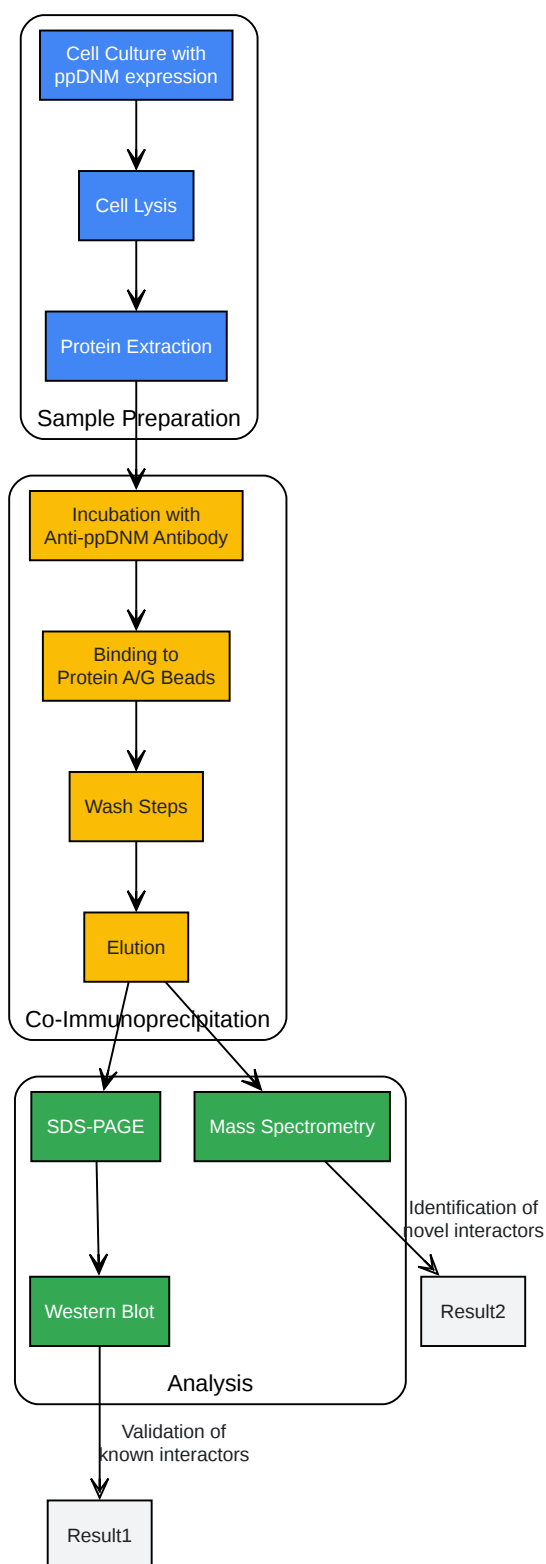 Cell Culture with
ppDNM expression
Cell Lysis
Protein Extraction
Sample Preparation
Incubation with
Anti-ppDNM Antibody
Binding to
Protein A/G Beads
Wash Steps
Elution
Co-Immunoprecipitation
SDS-PAGE
Mass Spectrometry
Identification of
novel interactors
Western Blot
Result2
Analysis
Validation of
known interactors
Result1